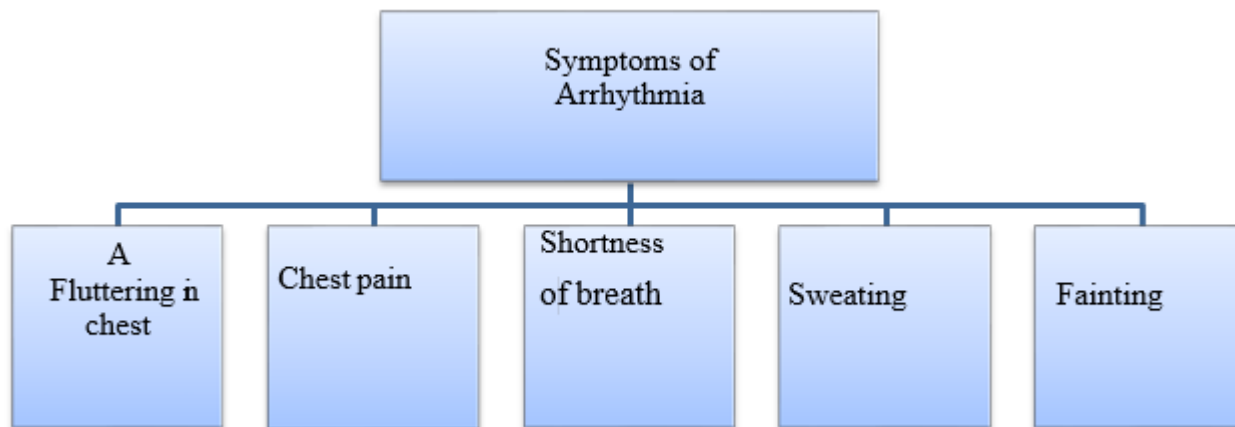 Symptoms of
Arrhythmia
A
Fluttering in
chest
Chest pain
Shortness
of breath
Sweating
Fainting